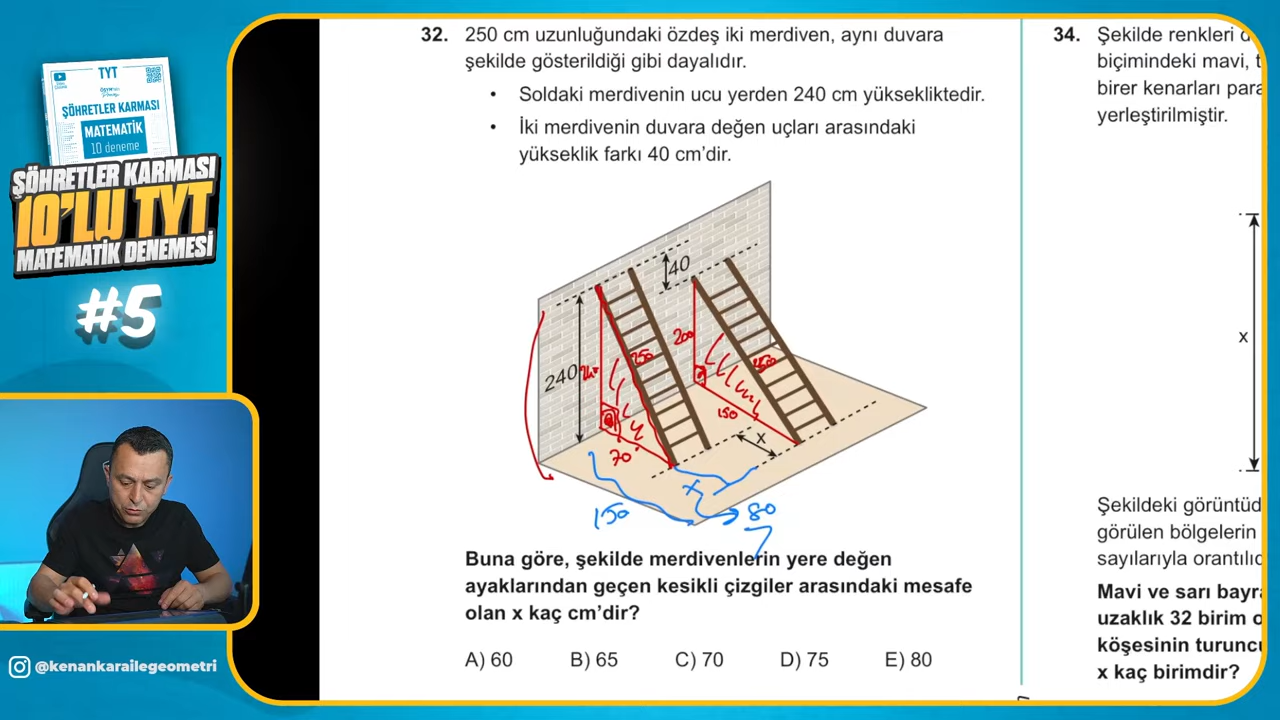 TYT
ŞÖHRETLER KARMASI
MATEMATİK
10 deneme
ŞÖHRETLER KARMASI
10'LU TYT
MATEMATİK DENEMESİ
#5
@kenankarailegeometri
32. 250 cm uzunluğundaki özdeş iki merdiven, aynı duvara
şekilde gösterildiği gibi dayalıdır.
• Soldaki merdivenin ucu yerden 240 cm yüksekliktedir.
• İki merdivenin duvara değen uçları arasındaki
yükseklik farkı 40 cm'dir.
40
240
240
250
200
250
150
70
x
x
150
80
Buna göre, şekilde merdivenlerin yere değen
ayaklarından geçen kesikli çizgiler arasındaki mesafe
olan x kaç cm'dir?
A) 60 B) 65 C) 70 D) 75 E) 80
34. Şekilde renkleri
biçimindeki mavi,
birer kenarları
yerleştirilmiştir.
x
Şekildeki
görülen bölgelerin
sayılarıyla
Mavi ve sarı
uzaklık 32 birim
köşesinin
x kaç birimdir?